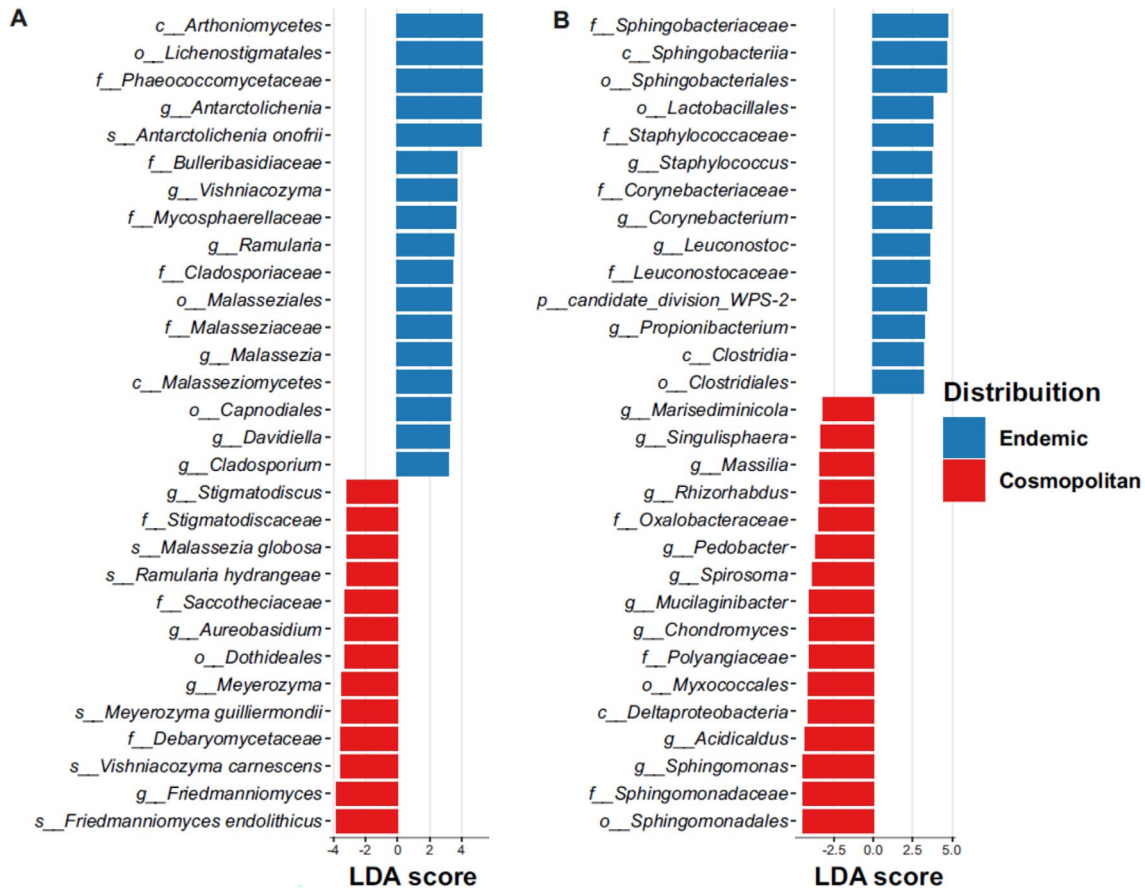 A
c__Arthoniomycetes
o__Lichenostigmatales
f__Phaeococcomycetaceae
g__Antarctolichenia
s__Antarctolichenia onofrii
f__Bulleribasidiaceae
g__Vishniacozyma
f__Mycosphaerellaceae
g__Ramularia
f__Cladosporiaceae
o__Malasseziales
f__Malasseziaceae
g__Malassezia
c__Malasseziomycetes
o__Capnodiales
g__Davidiella
g__Cladosporium
g__Stigmatodiscus
f__Stigmatodiscaceae
s__Malassezia globosa
s__Ramularia hydrangeae
f__Saccotheciaceae
g__Aureobasidium
o__Dothideales
g__Meyerozyma
s__Meyerozyma guilliermondii
f__Debaryomycetaceae
s__Vishniacozyma carnescens
g__Friedmanniomyces
s__Friedmanniomyces endolithicus
-4 -2 0 2 4
LDA score
B
f__Sphingobacteriaceae
c__Sphingobacteriia
o__Sphingobacteriales
o__Lactobacillales
f__Staphylococcaceae
g__Staphylococcus
f__Corynebacteriaceae
g__Corynebacterium
g__Leuconostoc
f__Leuconostocaceae
p__candidate_division_WPS-2
g__Propionibacterium
c__Clostridia
o__Clostridiales
g__Marisediminicola
g__Singulisphaera
g__Massilia
g__Rhizorhabdus
f__Oxalobacteraceae
g__Pedobacter
g__Spirosoma
g__Mucilaginibacter
g__Chondromyces
f__Polyangiaceae
o__Myxococcales
c__Deltaproteobacteria
g__Acidicaldus
g__Sphingomonas
f__Sphingomonadaceae
o__Sphingomonadales
-2.5 0.0 2.5 5.0
LDA score
Distribuition
Endemic
Cosmopolitan